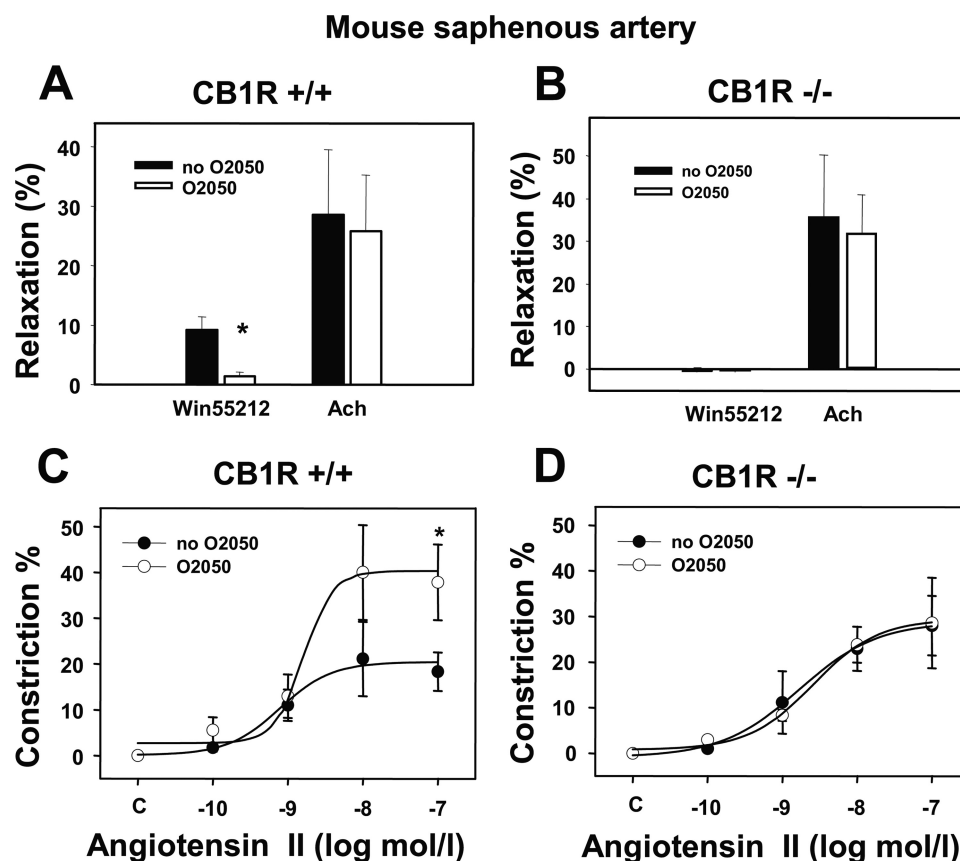 Mouse saphenous artery
A
CB1R +/+
Relaxation (%)
40
30
20
10
0
no O2050
O2050
*
Win55212
Ach
B
CB1R -/-
Relaxation (%)
50
40
30
20
10
0
no O2050
O2050
Win55212
Ach
C
CB1R +/+
Constriction %
50
40
30
20
10
0
no O2050
O2050
*
C
-10
-9
-8
-7
Angiotensin II (log mol/l)
D
CB1R -/-
Constriction %
50
40
30
20
10
0
no O2050
O2050
C
-10
-9
-8
-7
Angiotensin II (log mol/l)